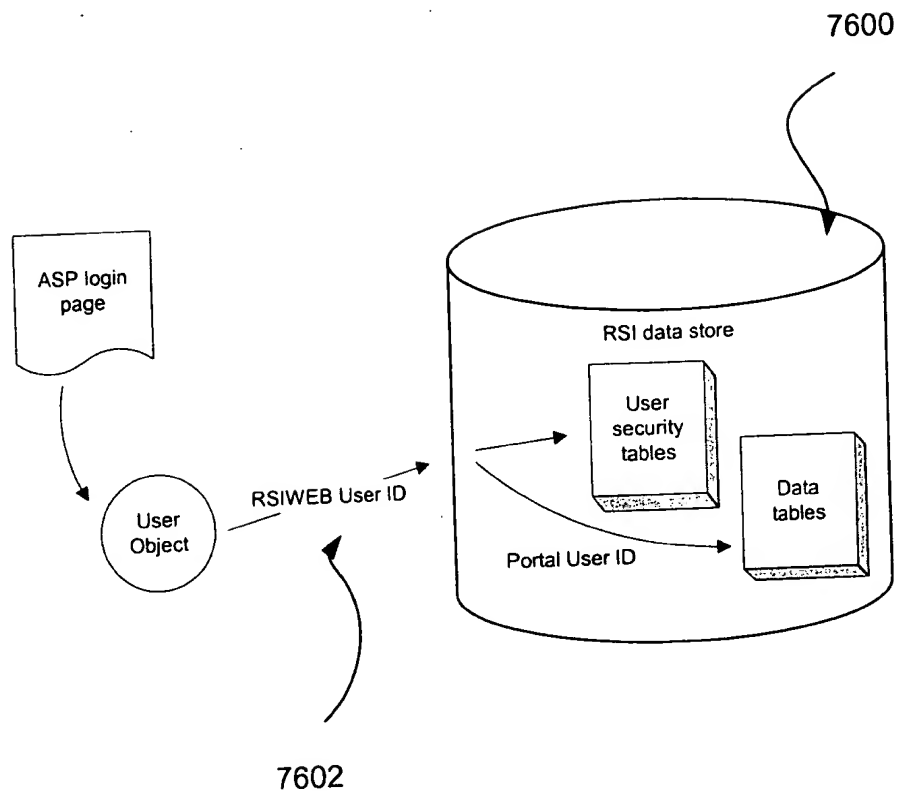 7600
ASP login
page
RSI data store
User
security
tables
RSIWEB User ID
Data
tables
User
Object
Portal User ID
7602